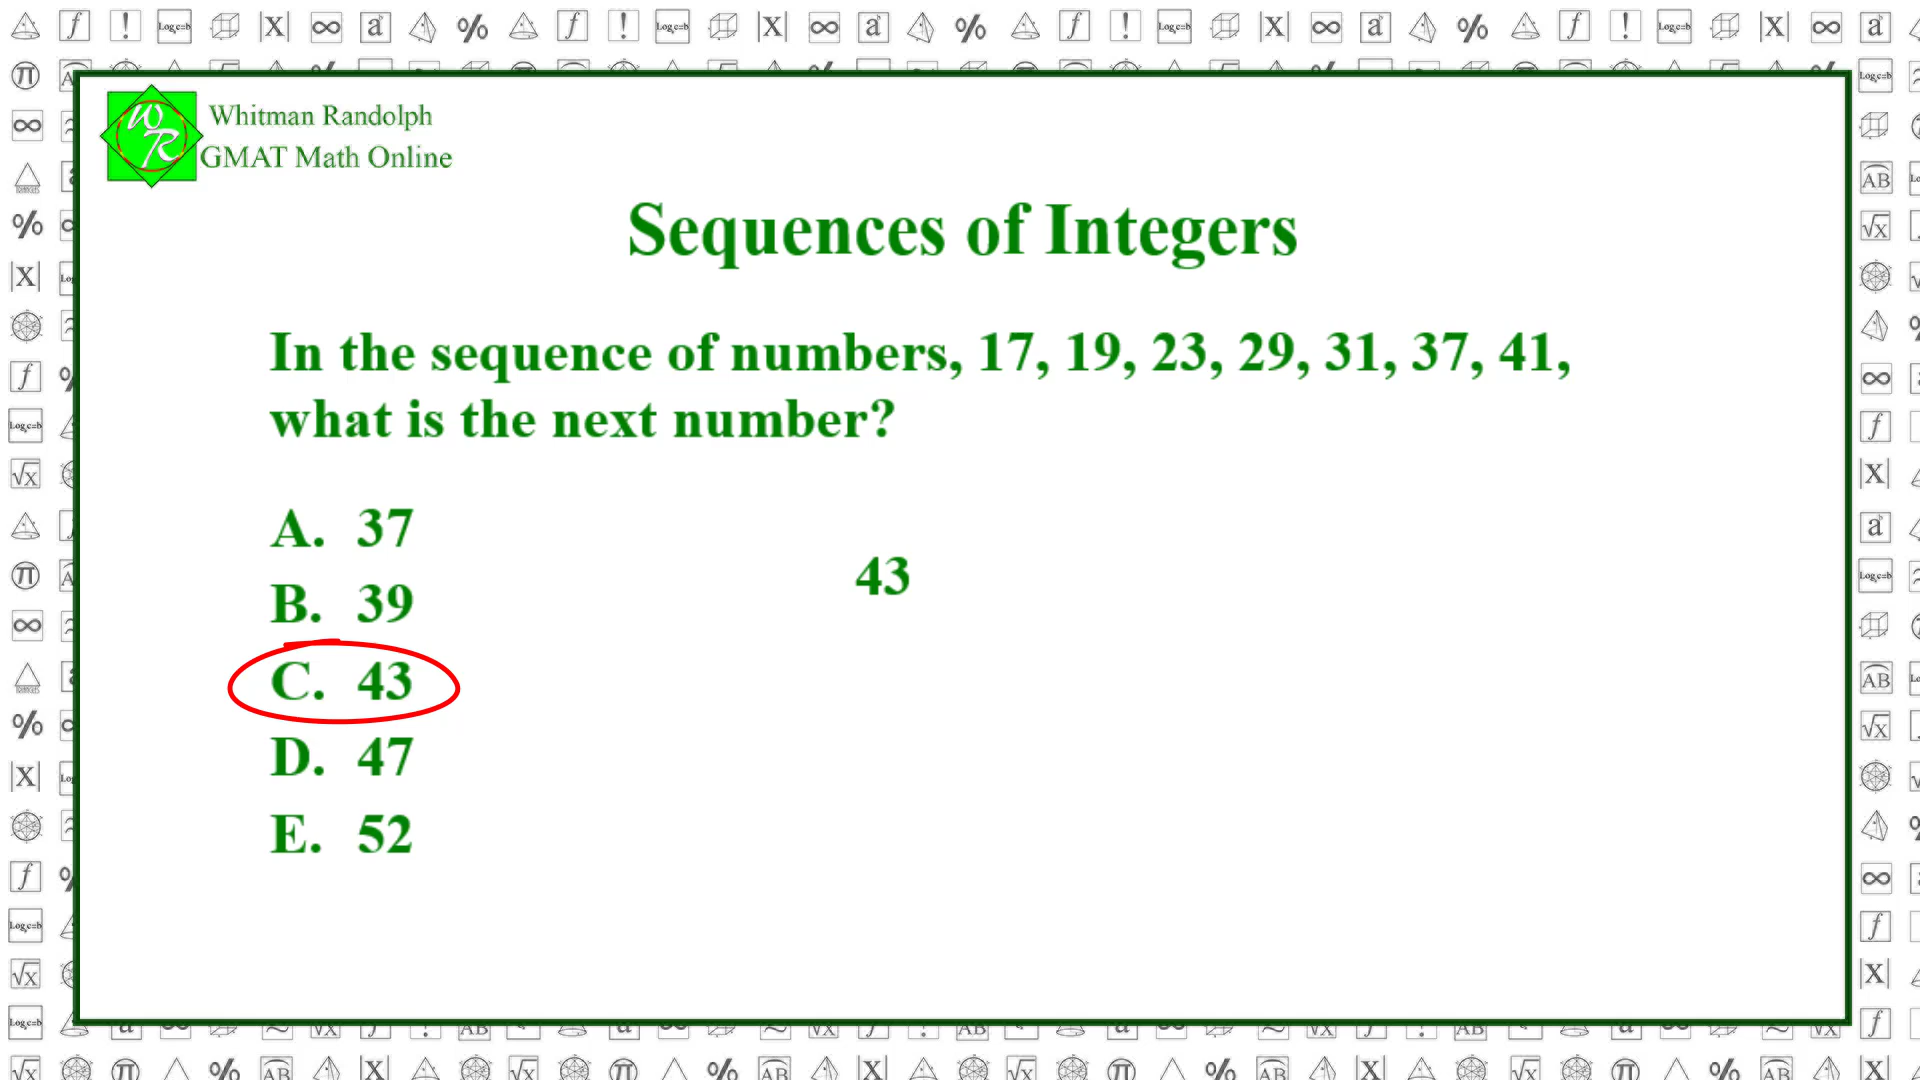 Whitman Randolph
GMAT Math Online
Sequences of Integers
In the sequence of numbers, 17, 19, 23, 29, 31, 37, 41,
what is the next number?
A. 37
43
B. 39
C. 43
D. 47
E. 52